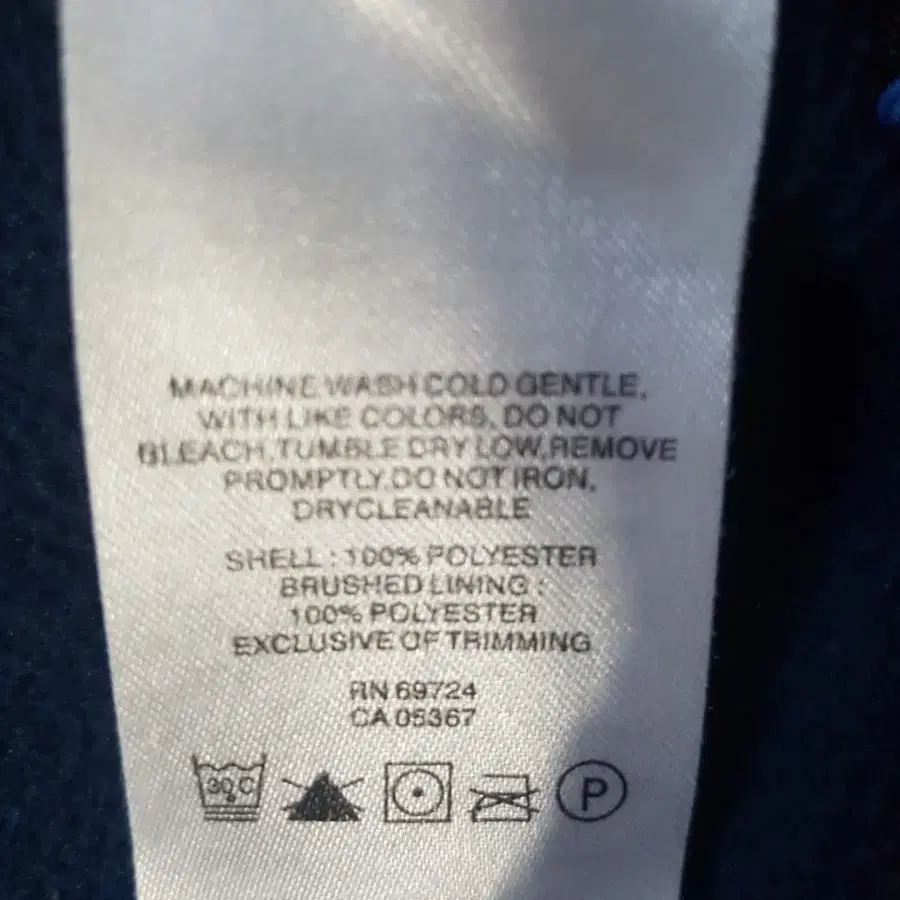 MACHINE WASH COLD GENTLE,
WITH LIKE COLORS, DO NOT
BLEACH,TUMBLE DRY LOW,REMOVE
PROMPTLY,DO NOT IRON,
DRYCLEANABLE
SHELL : 100% POLYESTER
BRUSHED LINING :
100% POLYESTER
EXCLUSIVE OF TRIMMING
RN 69724
CA 05367
30°C P